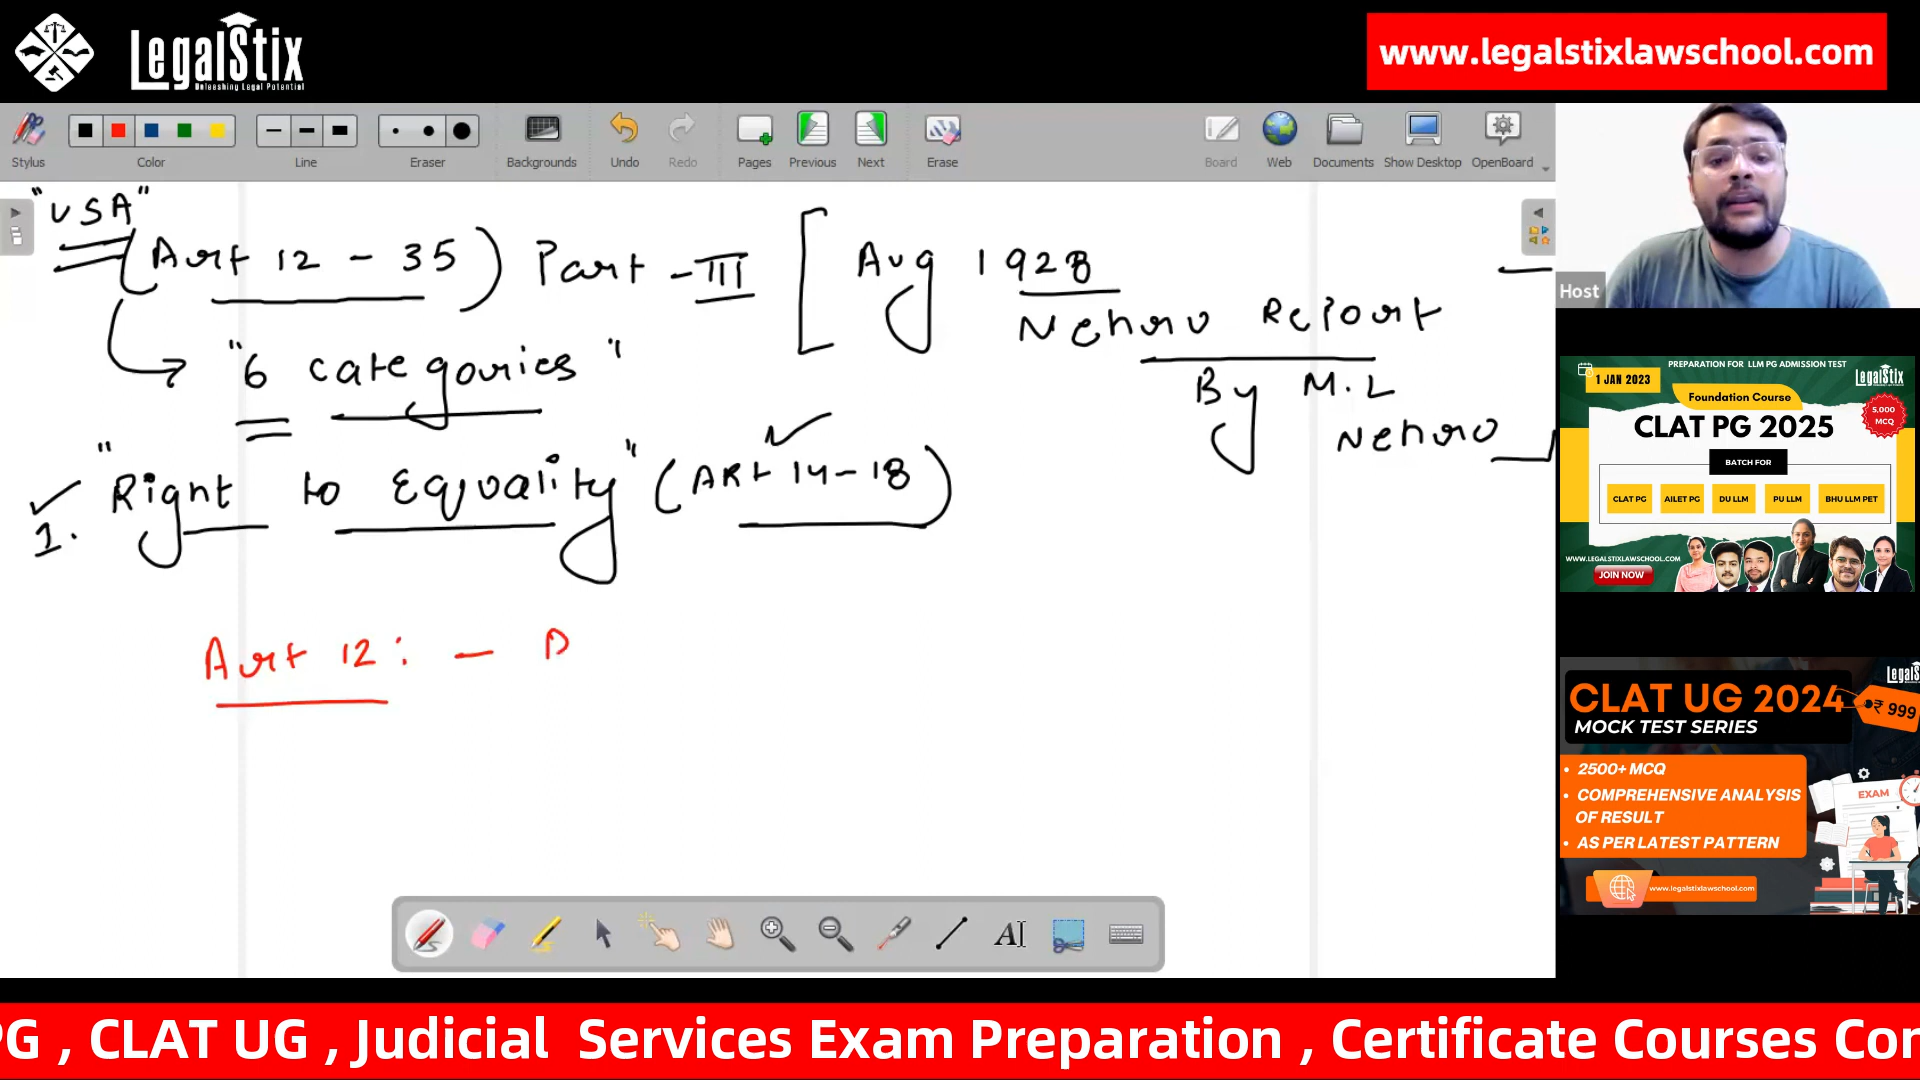 LegalStix
Unleashing Legal Potential
www.legalstixlawschool.com
Stylus
Color
Line
Eraser
Backgrounds
Undo
Redo
Pages
Previous
Next
Erase
Board
Web
Documents
Show Desktop
OpenBoard
"USA"
(Art 12 - 35) Part - III [ Aug 1928
Nehru Report
By M.L
Nehru
"6 categories"
1. "Right to Equality" (ART 14-18)
Art 12: - D
Host
PREPARATION FOR LLM PG ADMISSION TEST
LegalStix
1 JAN 2023
Foundation Course
5,000
MCQ
CLAT PG 2025
BATCH FOR
CLAT PG
AILET PG
DU LLM
PU LLM
BHU LLM PET
WWW.LEGALSTIXLAWSCHOOL.COM
JOIN NOW
LegalS
CLAT UG 2024
₹ 999
MOCK TEST SERIES
• 2500+ MCQ
• COMPREHENSIVE ANALYSIS
OF RESULT
• AS PER LATEST PATTERN
EXAM
www.legalstixlawschool.com
PG , CLAT UG , Judicial Services Exam Preparation , Certificate Courses Con